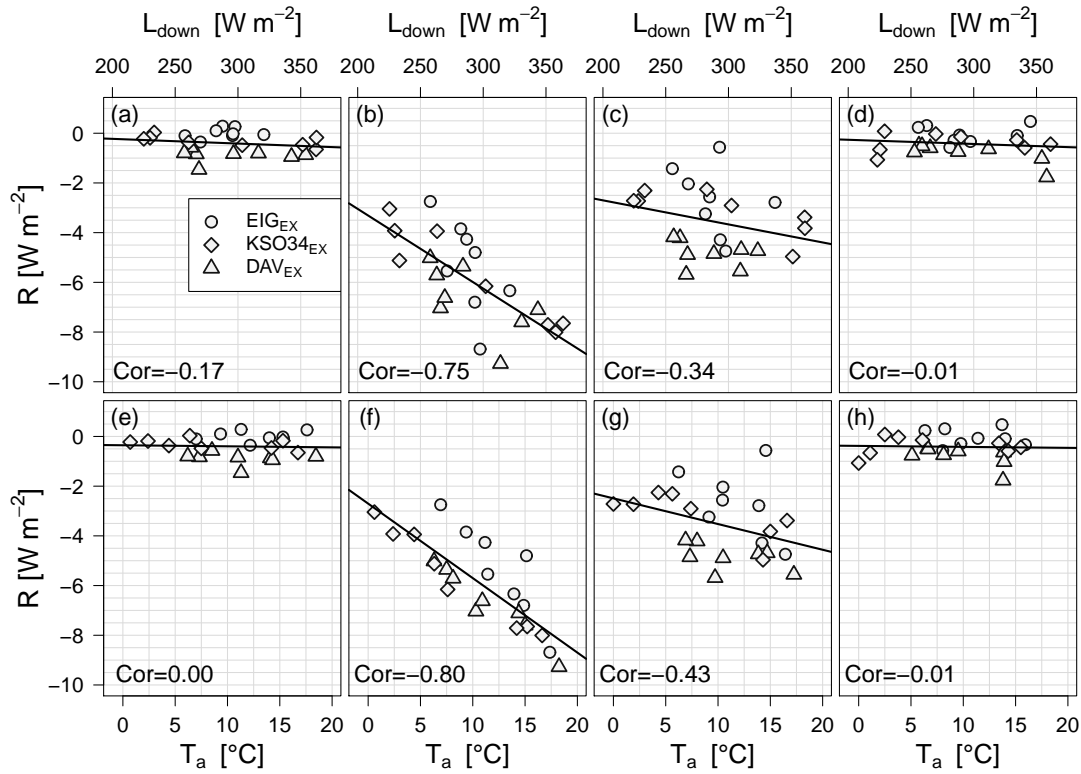 L_down [W m⁻²] L_down [W m⁻²] L_down [W m⁻²] L_down [W m⁻²]
200 250 300 350 200 250 300 350 200 250 300 350 200 250 300 350
(a) (b) (c) (d)
0
−2
−4
−6
−8
−10
R [W m⁻²]
EIG_EX
KSO34_EX
DAV_EX
Cor=−0.17 Cor=−0.75 Cor=−0.34 Cor=−0.01
(e) (f) (g) (h)
0
−2
−4
−6
−8
−10
R [W m⁻²]
Cor=0.00 Cor=−0.80 Cor=−0.43 Cor=−0.01
0 5 10 15 20 0 5 10 15 20 0 5 10 15 20 0 5 10 15 20
T_a [°C] T_a [°C] T_a [°C] T_a [°C]